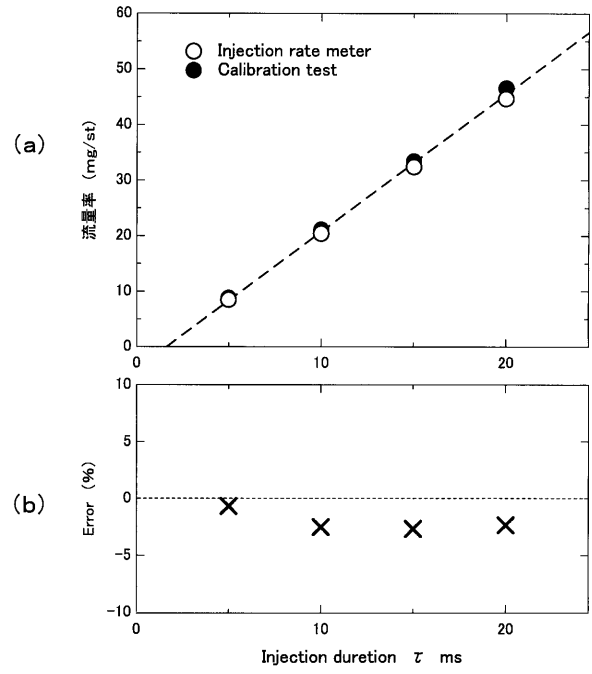 60
50
40
30
20
10
0
流量率 (mg/st)
(a)
Injection rate meter
Calibration test
0 10 20
10
5
0
−5
−10
Error (%)
(b)
0 10 20
Injection duretion τ ms